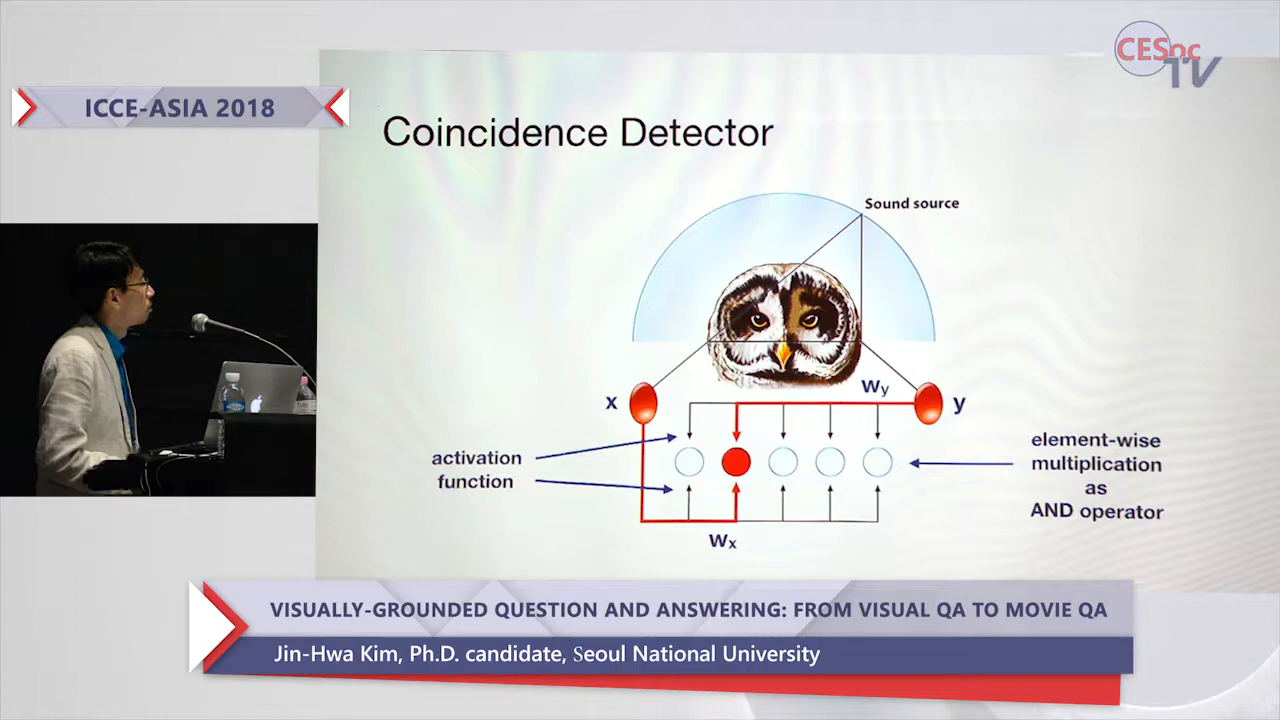 CESoc
TV
ICCE-ASIA 2018
Coincidence Detector
Sound source
x
wy
y
activation
function
element-wise
multiplication
as
AND operator
wx
VISUALLY-GROUNDED QUESTION AND ANSWERING: FROM VISUAL QA TO MOVIE QA
Jin-Hwa Kim, Ph.D. candidate, Seoul National University